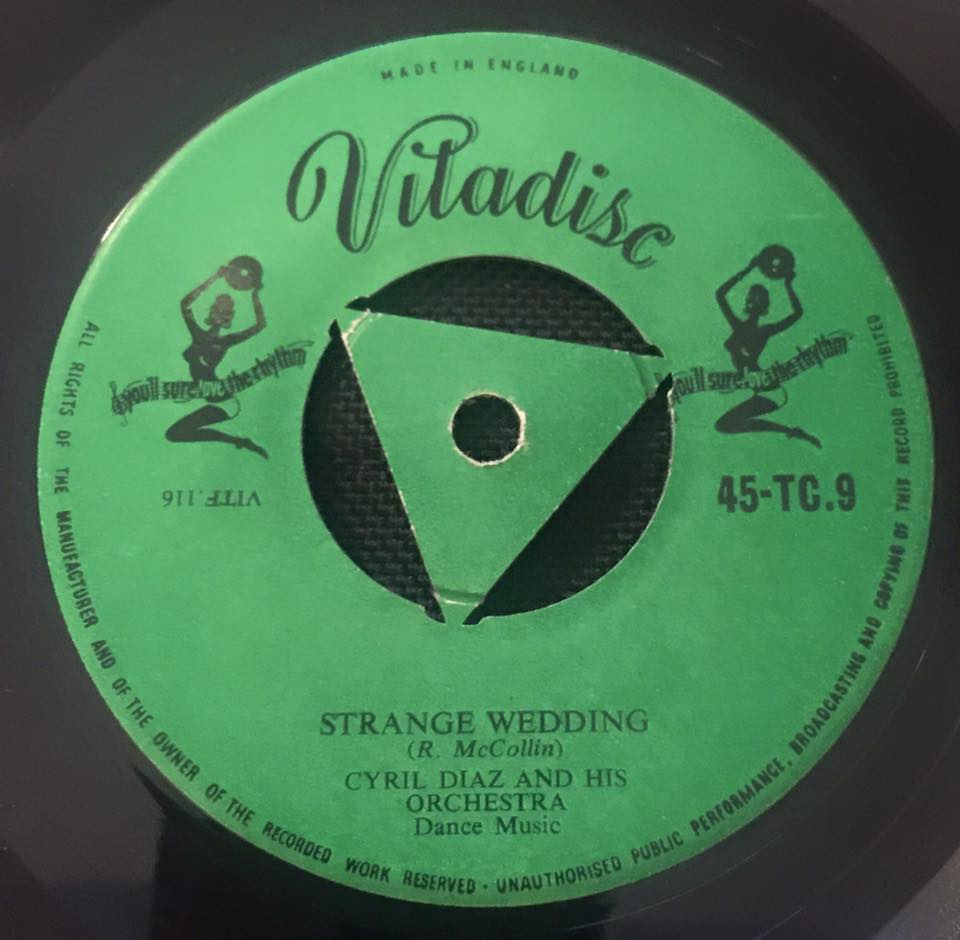 MADE IN ENGLAND
Vitadisc
you'll sure love the rhythm
you'll sure love the rhythm
VITF.116
45-TC.9
STRANGE WEDDING
(R. McCollin)
CYRIL DIAZ AND HIS
ORCHESTRA
Dance Music
ALL RIGHTS OF THE MANUFACTURER AND OF THE OWNER OF THE RECORDED WORK RESERVED · UNAUTHORISED PUBLIC PERFORMANCE, BROADCASTING AND COPYING OF THIS RECORD PROHIBITED